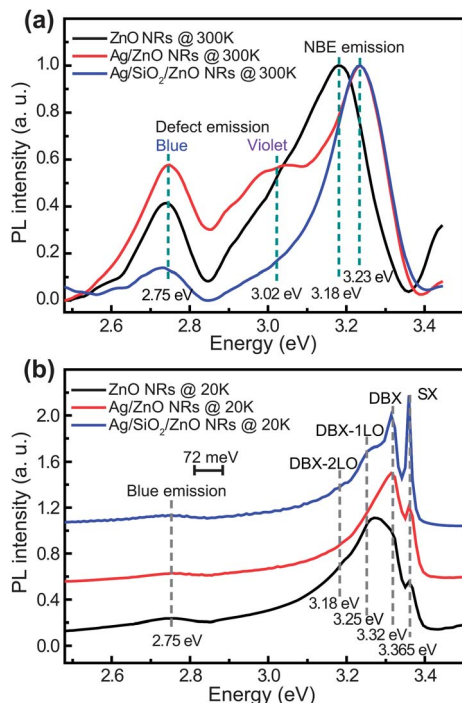 (a)
ZnO NRs @ 300K
Ag/ZnO NRs @ 300K
Ag/SiO₂/ZnO NRs @ 300K
NBE emission
Defect emission
Blue
Violet
2.75 eV
3.02 eV
3.18 eV
3.23 eV
PL intensity (a. u.)
1.0
0.8
0.6
0.4
0.2
0.0
2.6 2.8 3.0 3.2 3.4
Energy (eV)
(b)
ZnO NRs @ 20K
Ag/ZnO NRs @ 20K
Ag/SiO₂/ZnO NRs @ 20K
DBX
SX
DBX-1LO
DBX-2LO
72 meV
Blue emission
2.75 eV
3.18 eV
3.25 eV
3.32 eV
3.365 eV
PL intensity (a. u.)
2.0
1.6
1.2
0.8
0.4
0.0
2.6 2.8 3.0 3.2 3.4
Energy (eV)